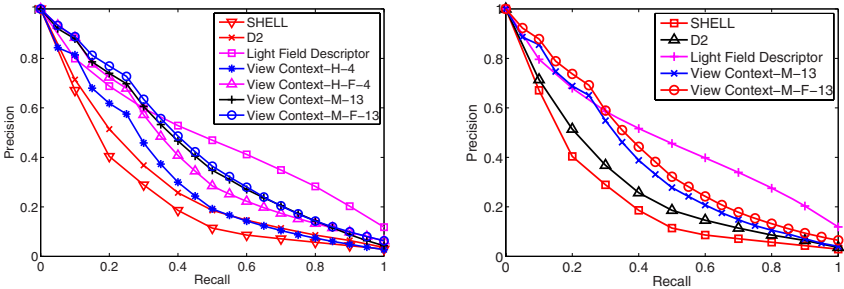 SHELL
D2
Light Field Descriptor
View Context-H-4
View Context-H-F-4
View Context-M-13
View Context-M-F-13
1
0.8
0.6
0.4
0.2
0
Precision
0 0.2 0.4 0.6 0.8 1
Recall
SHELL
D2
Light Field Descriptor
View Context-M-13
View Context-M-F-13
1
0.8
0.6
0.4
0.2
0
Precision
0 0.2 0.4 0.6 0.8 1
Recall